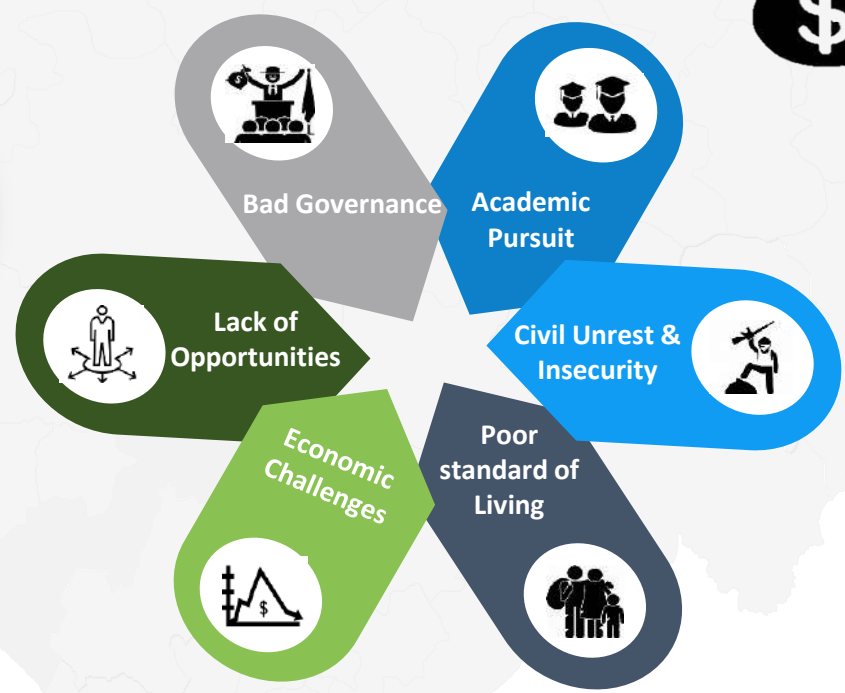 Bad Governance
Academic
Pursuit
Lack of
Opportunities
Civil Unrest &
Insecurity
Economic
Challenges
Poor
standard of
Living
$
$
$